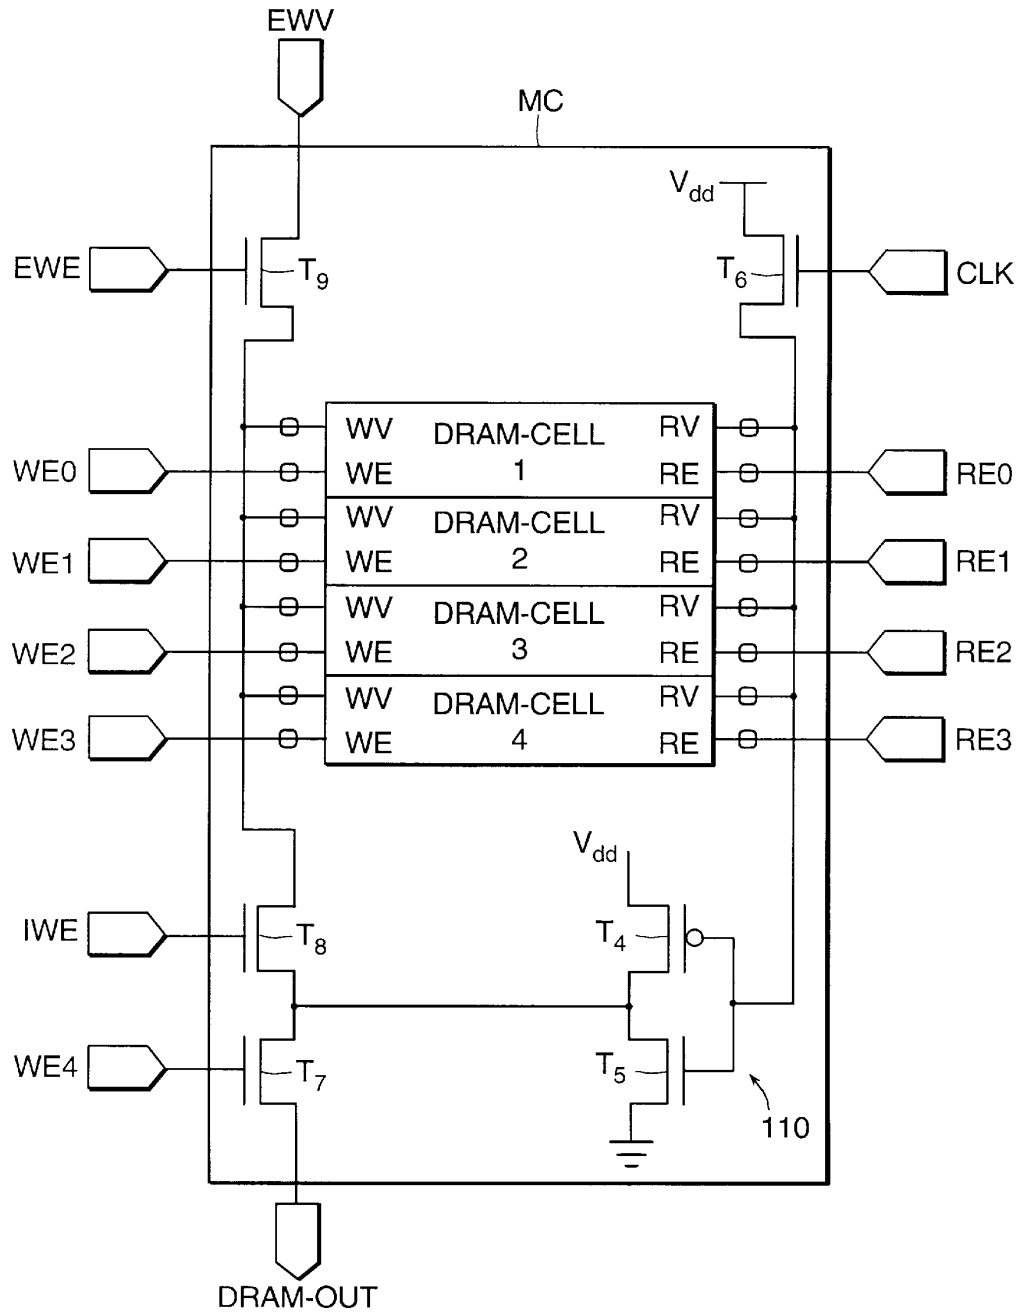 EWV
MC
Vdd
EWE
T9
T6
CLK
WV DRAM-CELL RV
WE0 WE 1 RE RE0
WV DRAM-CELL RV
WE1 WE 2 RE RE1
WV DRAM-CELL RV
WE2 WE 3 RE RE2
WV DRAM-CELL RV
WE3 WE 4 RE RE3
Vdd
IWE
T8
T4
WE4
T7
T5
110
DRAM-OUT